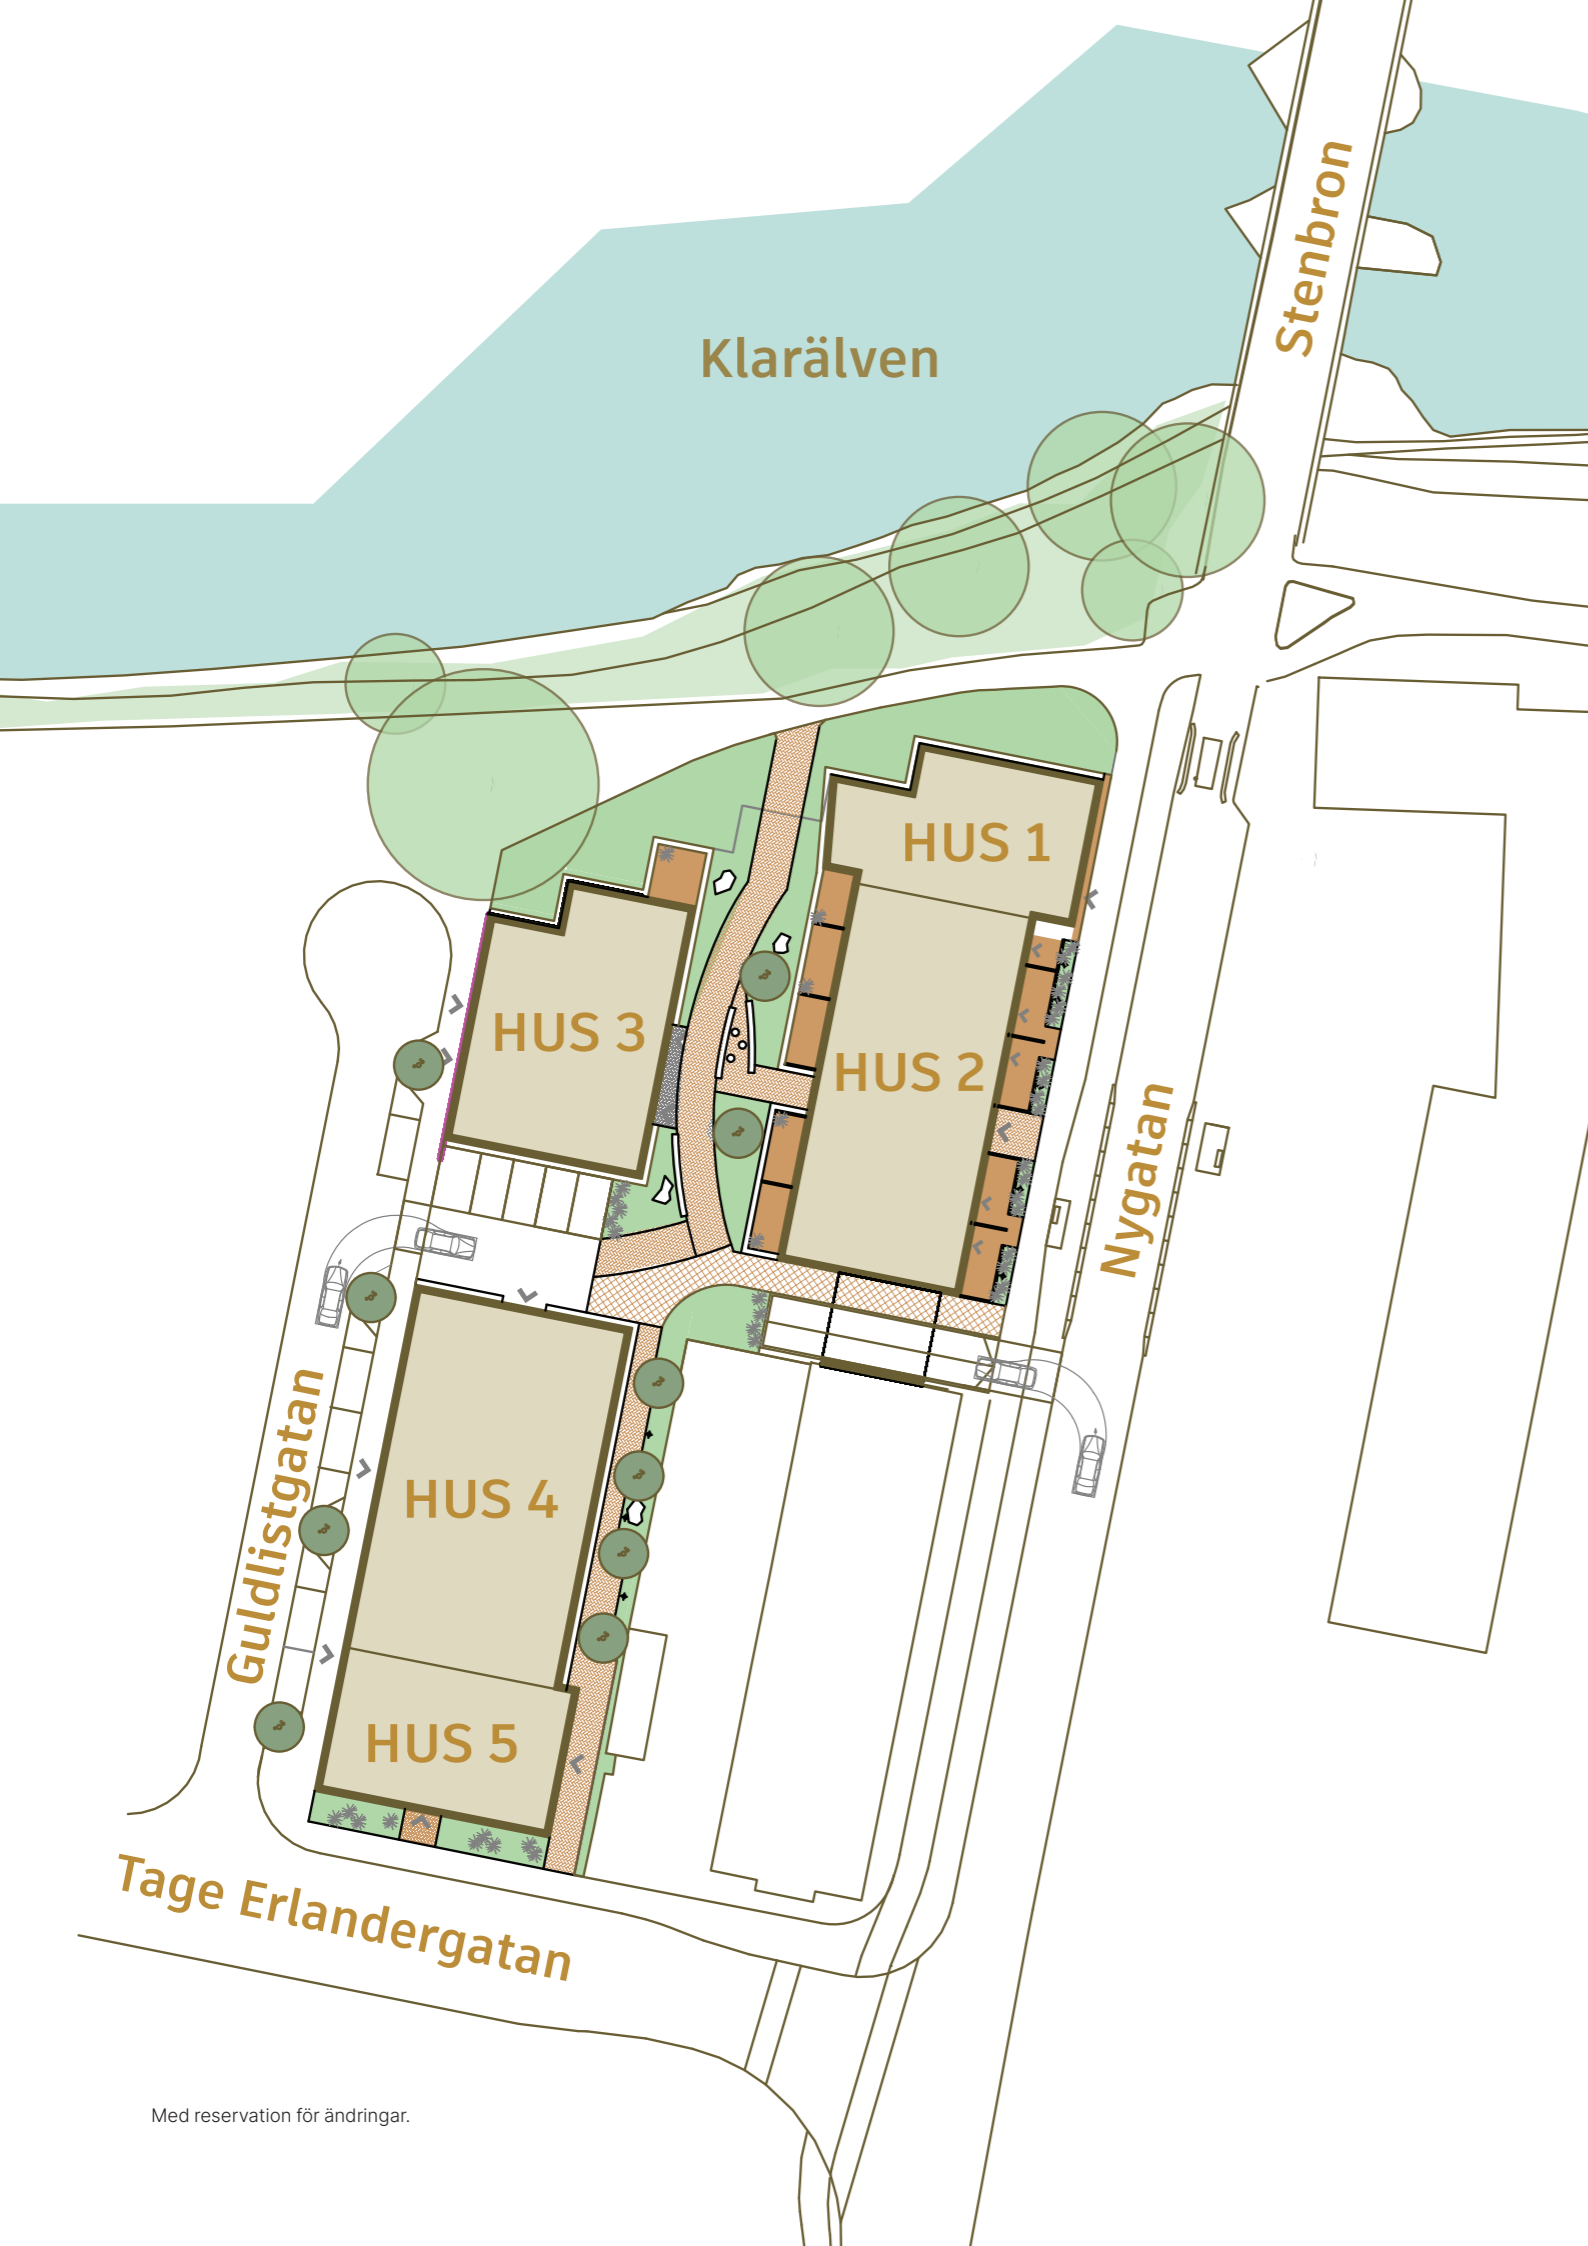 Stenbron
Klarälven
HUS 1
HUS 3
HUS 2
Nygatan
Guldlistgatan
HUS 4
HUS 5
Tage Erlandergatan
Med reservation för ändringar.